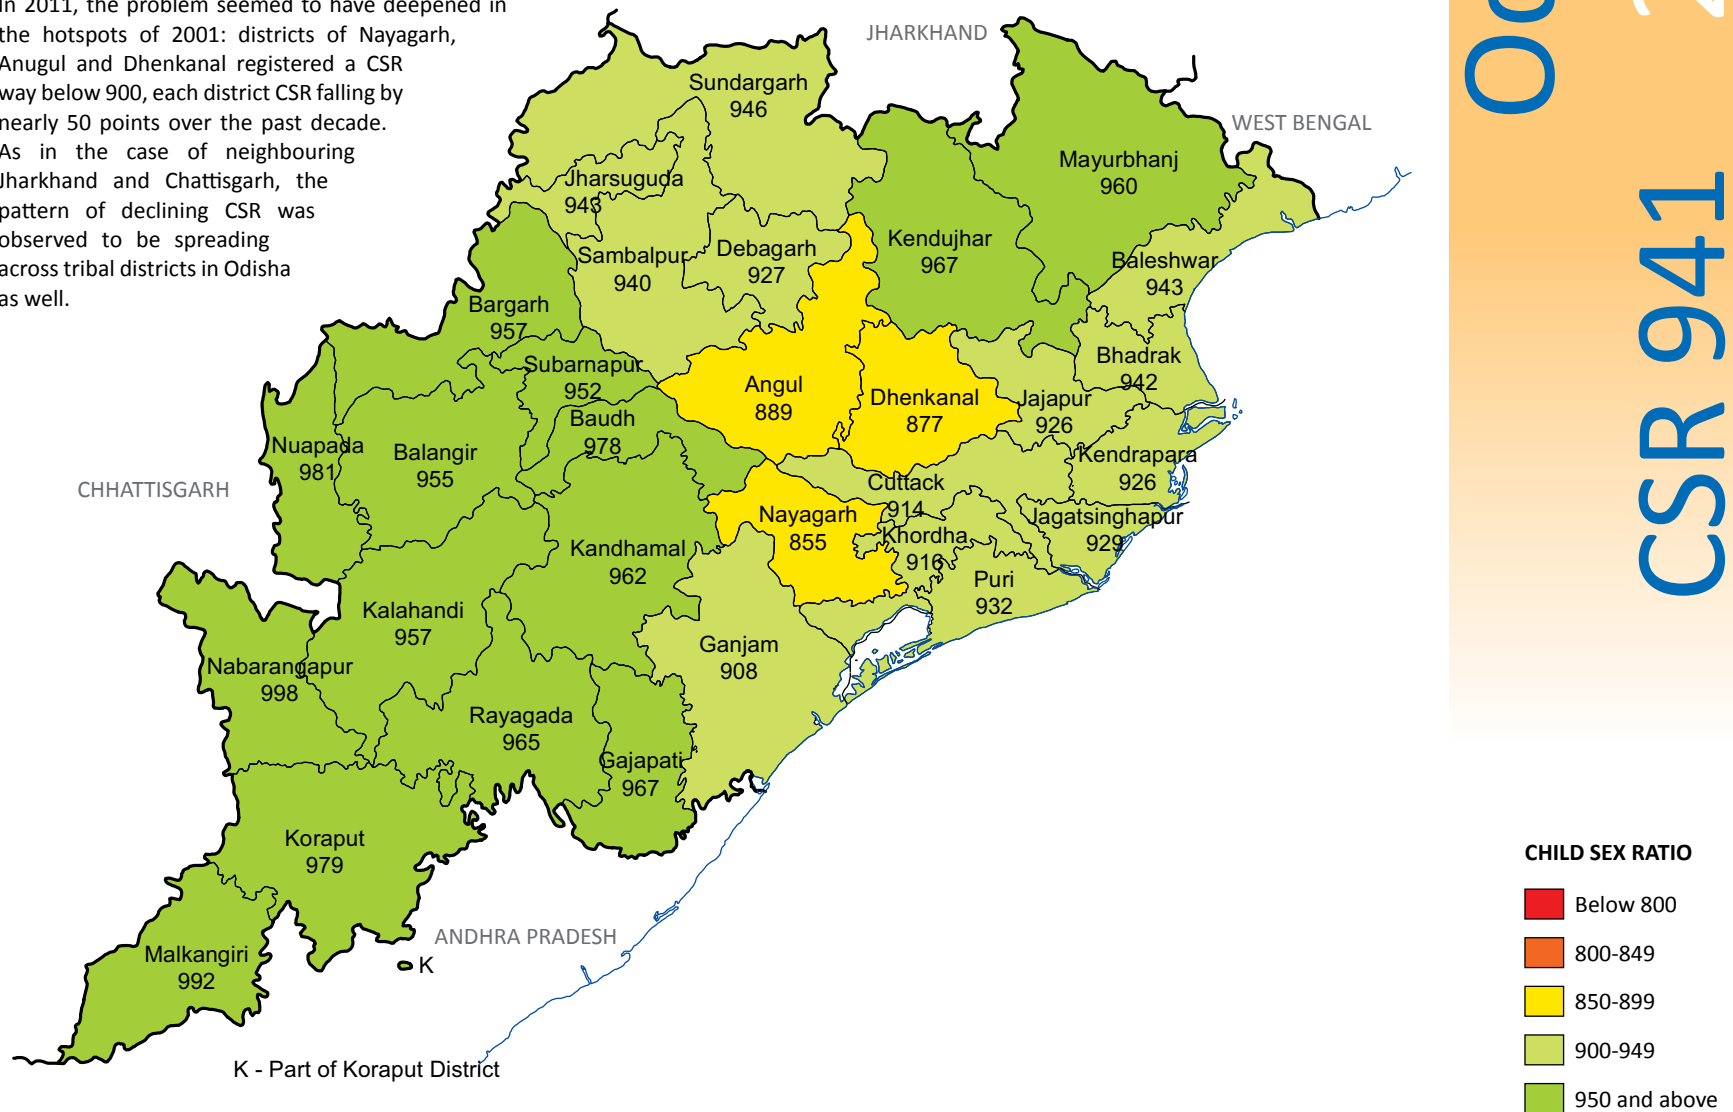 In 2011, the problem seemed to have deepened in
the hotspots of 2001: districts of Nayagarh,
Anugul and Dhenkanal registered a CSR
way below 900, each district CSR falling by
nearly 50 points over the past decade.
As in the case of neighbouring
Jharkhand and Chattisgarh, the
pattern of declining CSR was
observed to be spreading
across tribal districts in Odisha
as well.
JHARKHAND
WEST BENGAL
CHHATTISGARH
ANDHRA PRADESH
Sundargarh
946
Mayurbhanj
960
Jharsuguda
943
Kendujhar
967
Debagarh
927
Sambalpur
940
Baleshwar
943
Bargarh
957
Bhadrak
942
Subarnapur
952
Angul
889
Dhenkanal
877
Jajapur
926
Baudh
978
Nuapada
981
Balangir
955
Kendrapara
926
Cuttack
914
Nayagarh
855
Jagatsinghapur
929
Khordha
916
Kandhamal
962
Puri
932
Kalahandi
957
Ganjam
908
Nabarangapur
998
Rayagada
965
Gajapati
967
Koraput
979
Malkangiri
992
K
K - Part of Koraput District
CSR 941
CHILD SEX RATIO
Below 800
800-849
850-899
900-949
950 and above